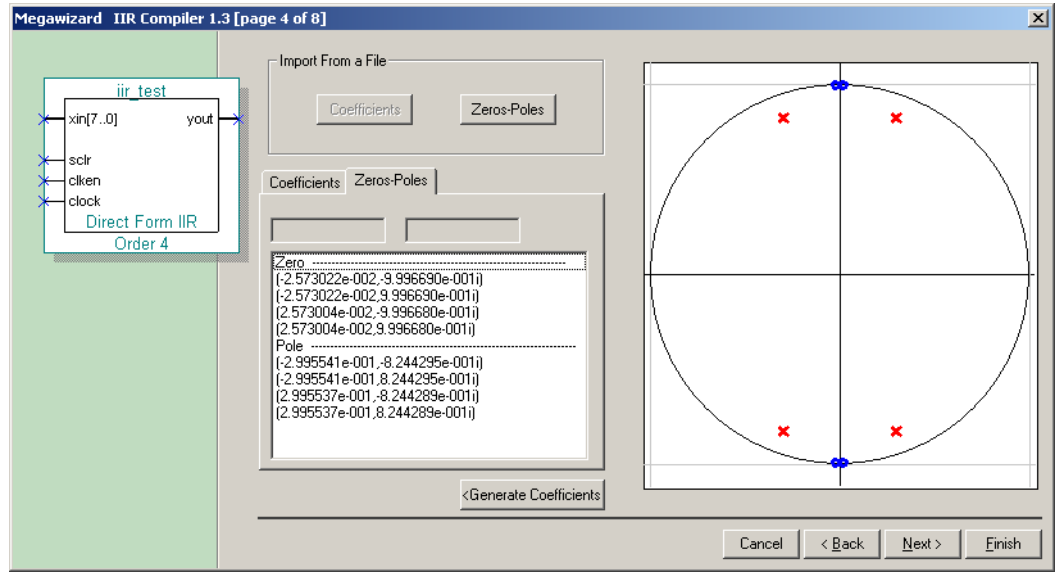 Megawizard IIR Compiler 1.3 [page 4 of 8]
iir_test
xin[7..0] yout
sclr
clken
clock
Direct Form IIR
Order 4
Import From a File
Coefficients Zeros-Poles
Coefficients Zeros-Poles
Zero ------------------------------------------------
(-2.573022e-002,-9.996690e-001i)
(-2.573022e-002,9.996690e-001i)
(2.573004e-002,-9.996680e-001i)
(2.573004e-002,9.996680e-001i)
Pole ------------------------------------------------
(-2.995541e-001,-8.244295e-001i)
(-2.995541e-001,8.244295e-001i)
(2.995537e-001,-8.244289e-001i)
(2.995537e-001,8.244289e-001i)
<Generate Coefficients
Cancel < Back Next > Finish